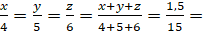 x/4 = y/5 = z/6 = x+y+z/4+5+6 = 1,5/15 =